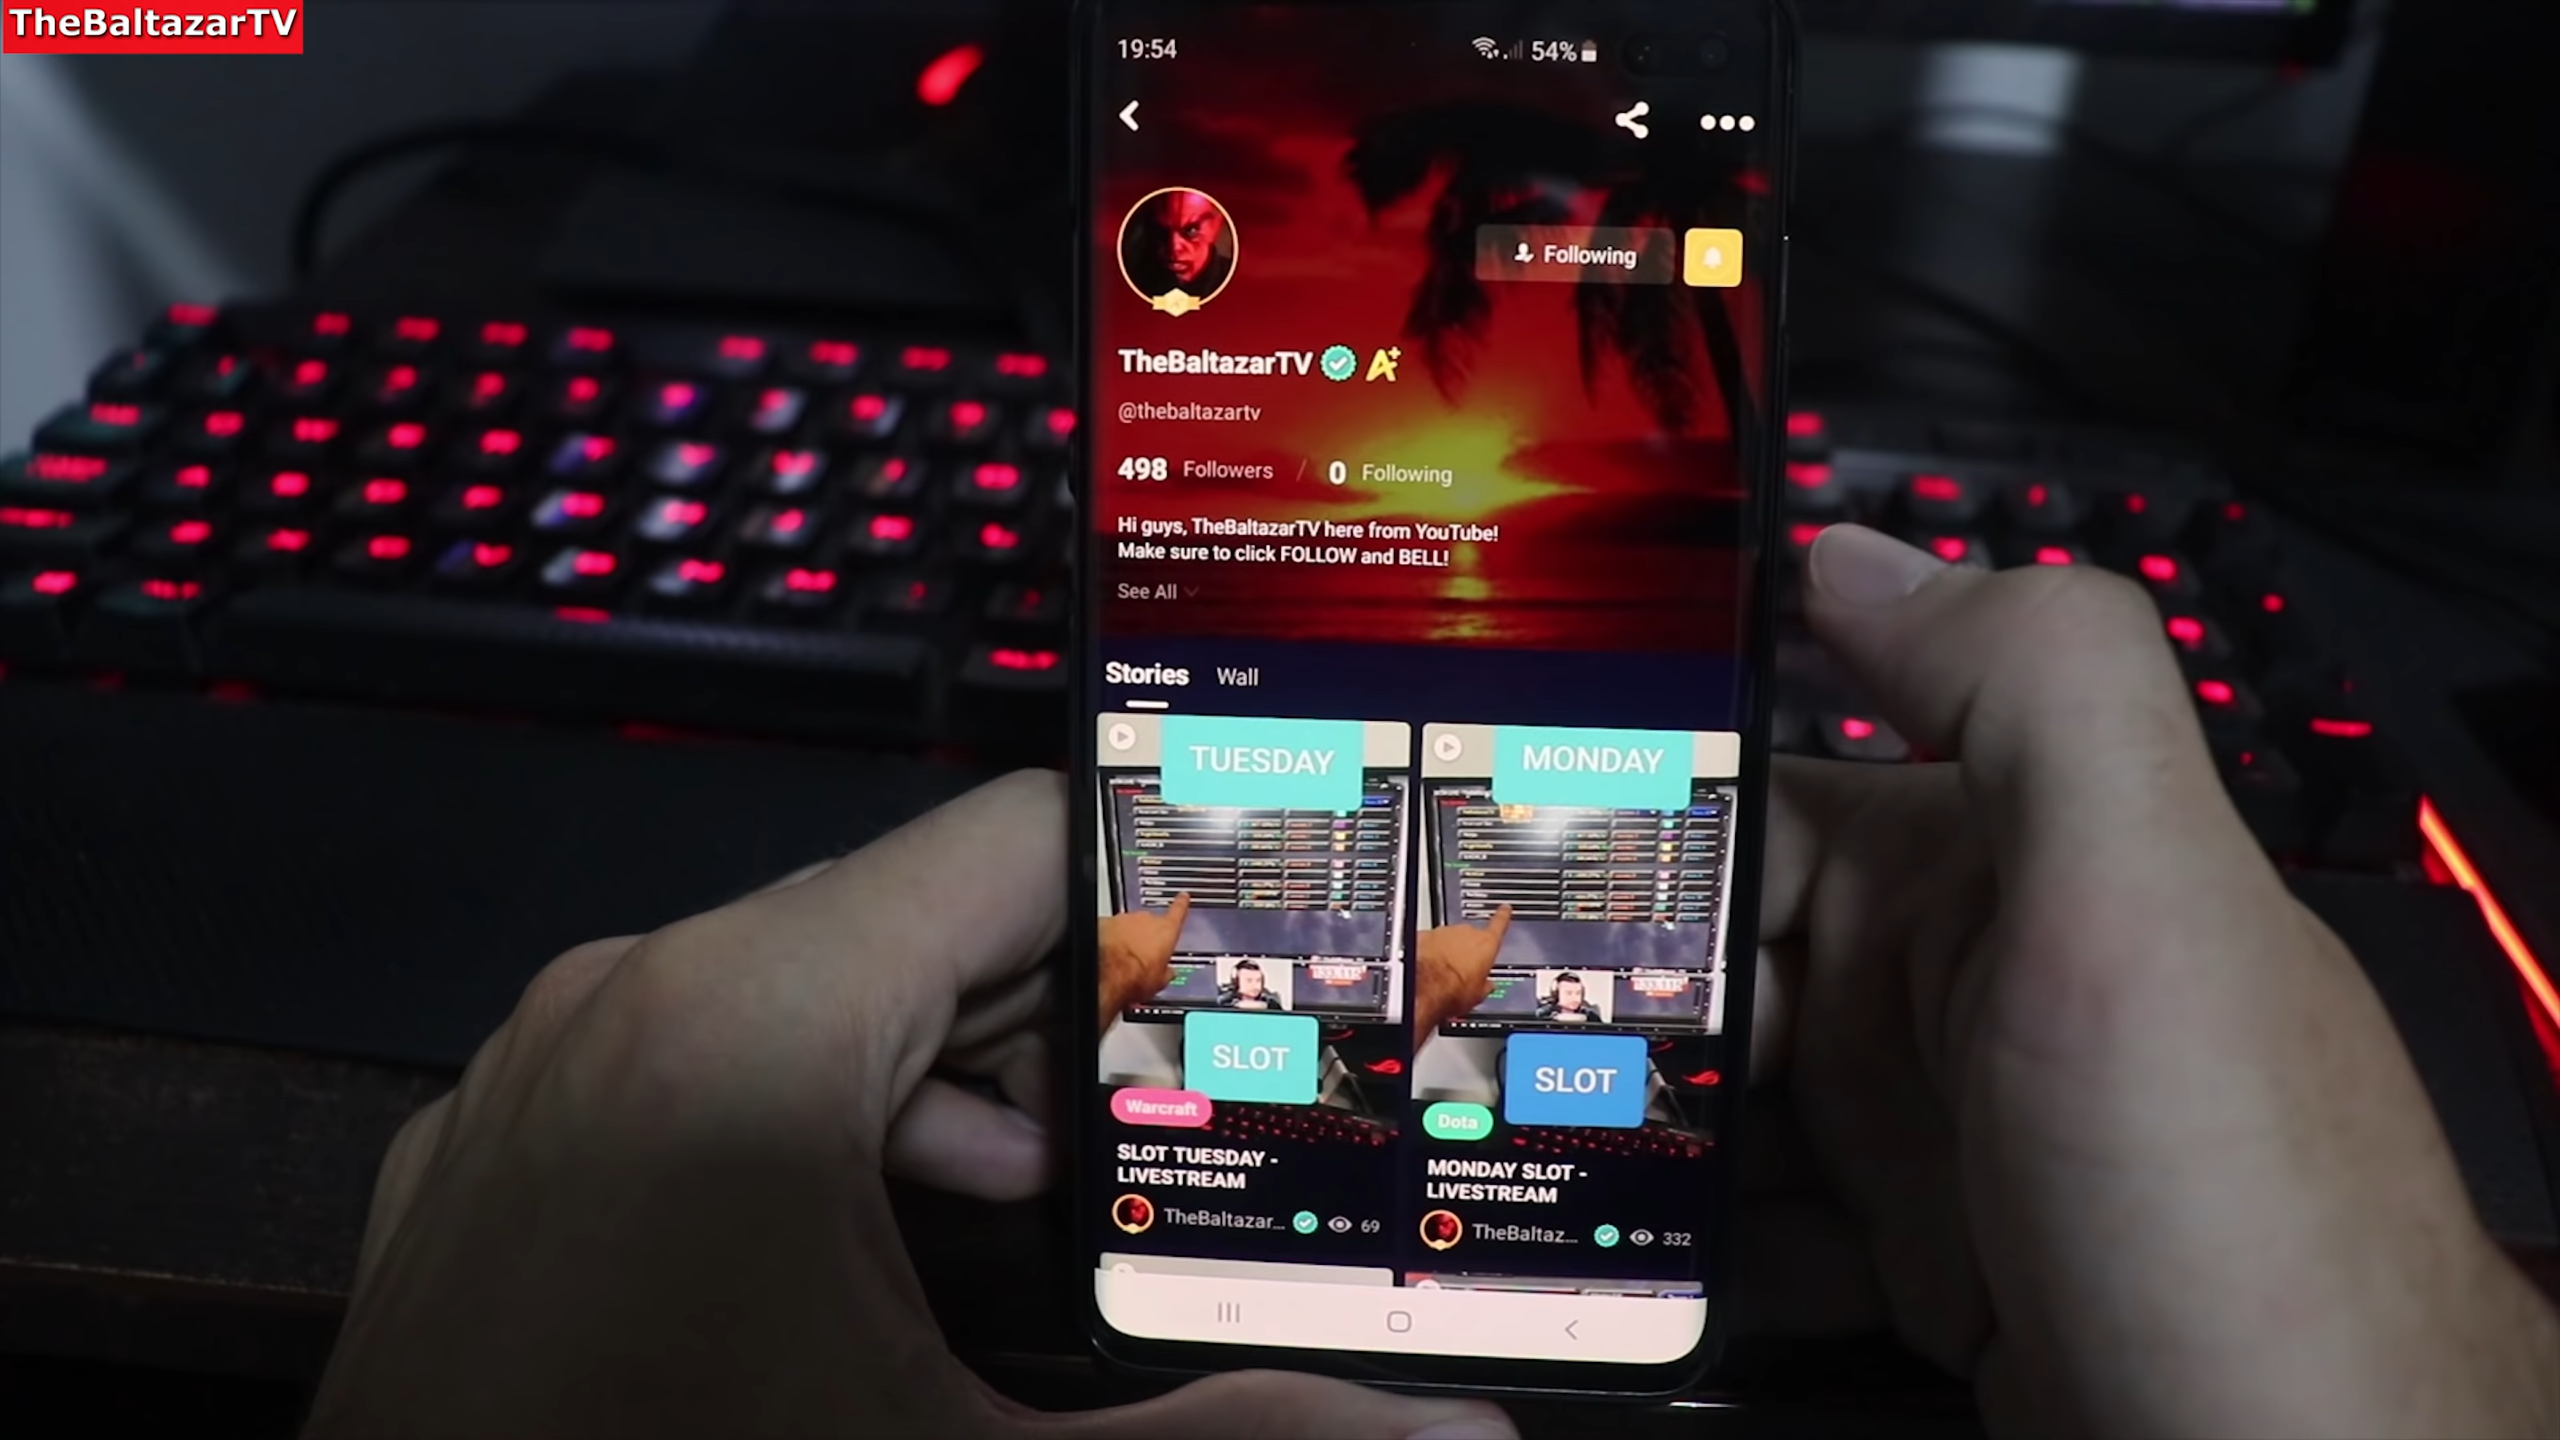 TheBaltazarTV
19:54
54%
Following
TheBaltazarTV
@thebaltazartv
498 Followers / 0 Following
Hi guys, TheBaltazarTV here from YouTube!
Make sure to click FOLLOW and BELL!
See All
Stories Wall
TUESDAY
SLOT
Warcraft
SLOT TUESDAY -
LIVESTREAM
TheBaltazar... 69
MONDAY
SLOT
Dota
MONDAY SLOT -
LIVESTREAM
TheBaltaz... 332